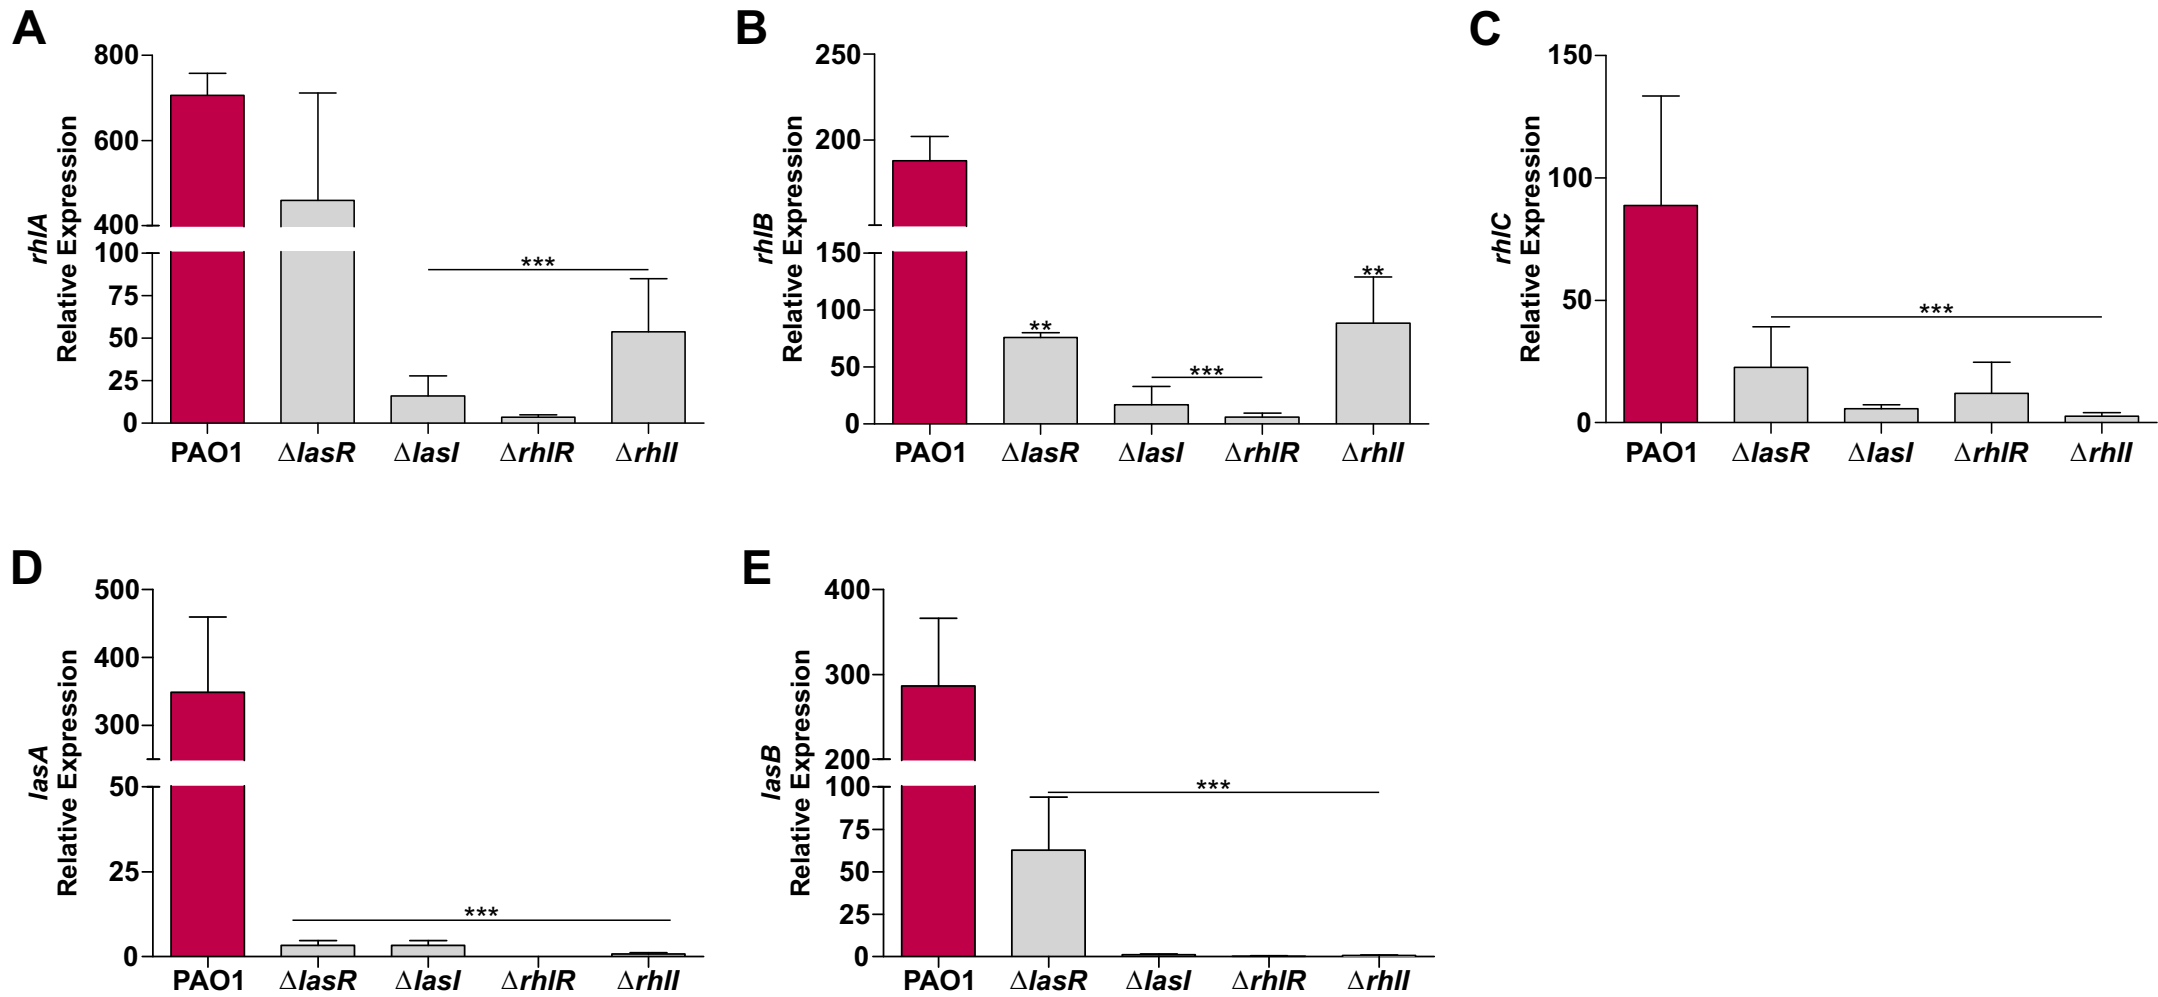 A
rhlA
Relative Expression
800
600
400
100
75
50
25
0
***
PAO1 ΔlasR ΔlasI ΔrhlR ΔrhlI
B
rhlB
Relative Expression
250
200
150
100
50
0
**
***
**
PAO1 ΔlasR ΔlasI ΔrhlR ΔrhlI
C
rhlC
Relative Expression
150
100
50
0
***
PAO1 ΔlasR ΔlasI ΔrhlR ΔrhlI
D
lasA
Relative Expression
500
400
300
50
25
0
***
PAO1 ΔlasR ΔlasI ΔrhlR ΔrhlI
E
lasB
Relative Expression
400
300
200
100
75
50
25
0
***
PAO1 ΔlasR ΔlasI ΔrhlR ΔrhlI